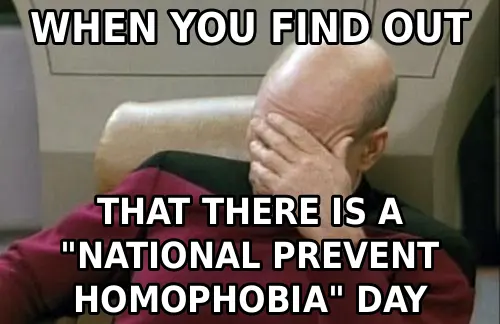 WHEN YOU FIND OUT
THAT THERE IS A
"NATIONAL PREVENT
HOMOPHOBIA" DAY